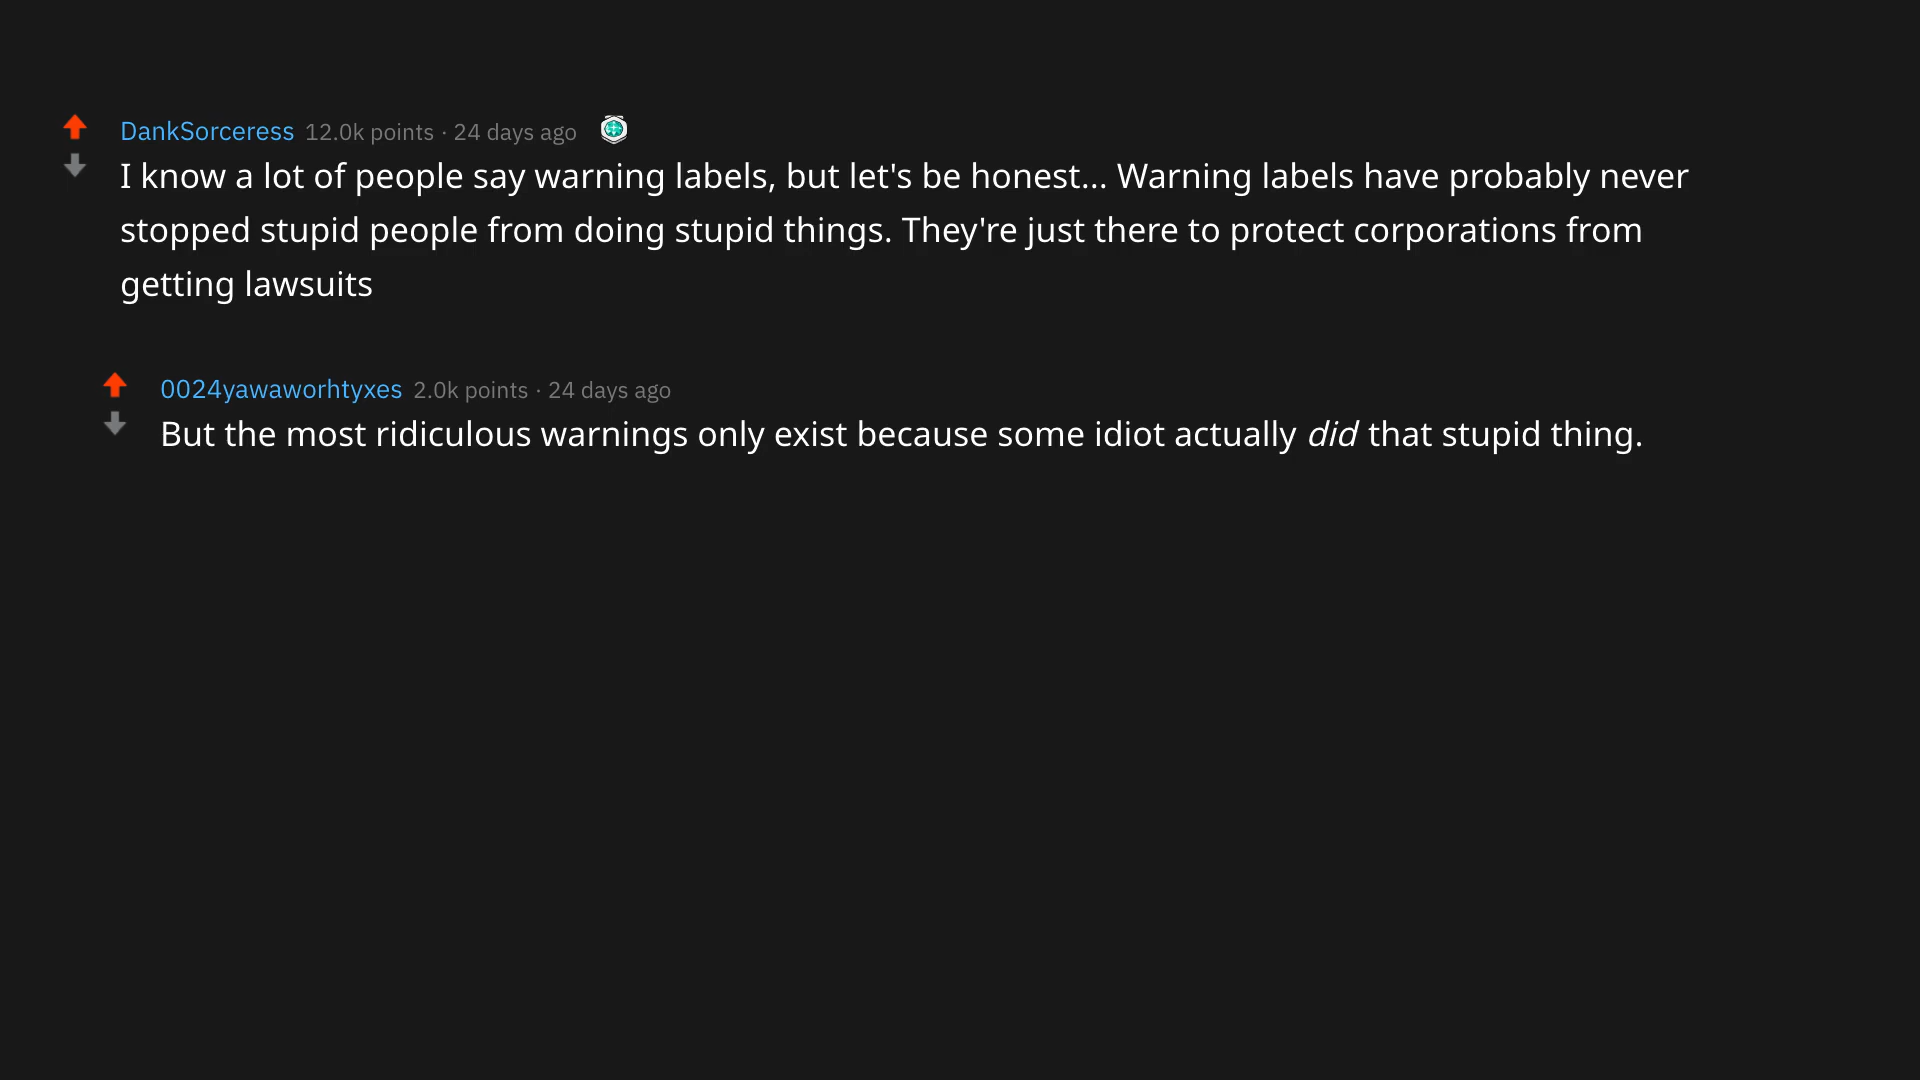 DankSorceress 12.0k points · 24 days ago
I know a lot of people say warning labels, but let's be honest... Warning labels have probably never
stopped stupid people from doing stupid things. They're just there to protect corporations from
getting lawsuits
0024yawaworhtyxes 2.0k points · 24 days ago
But the most ridiculous warnings only exist because some idiot actually did that stupid thing.